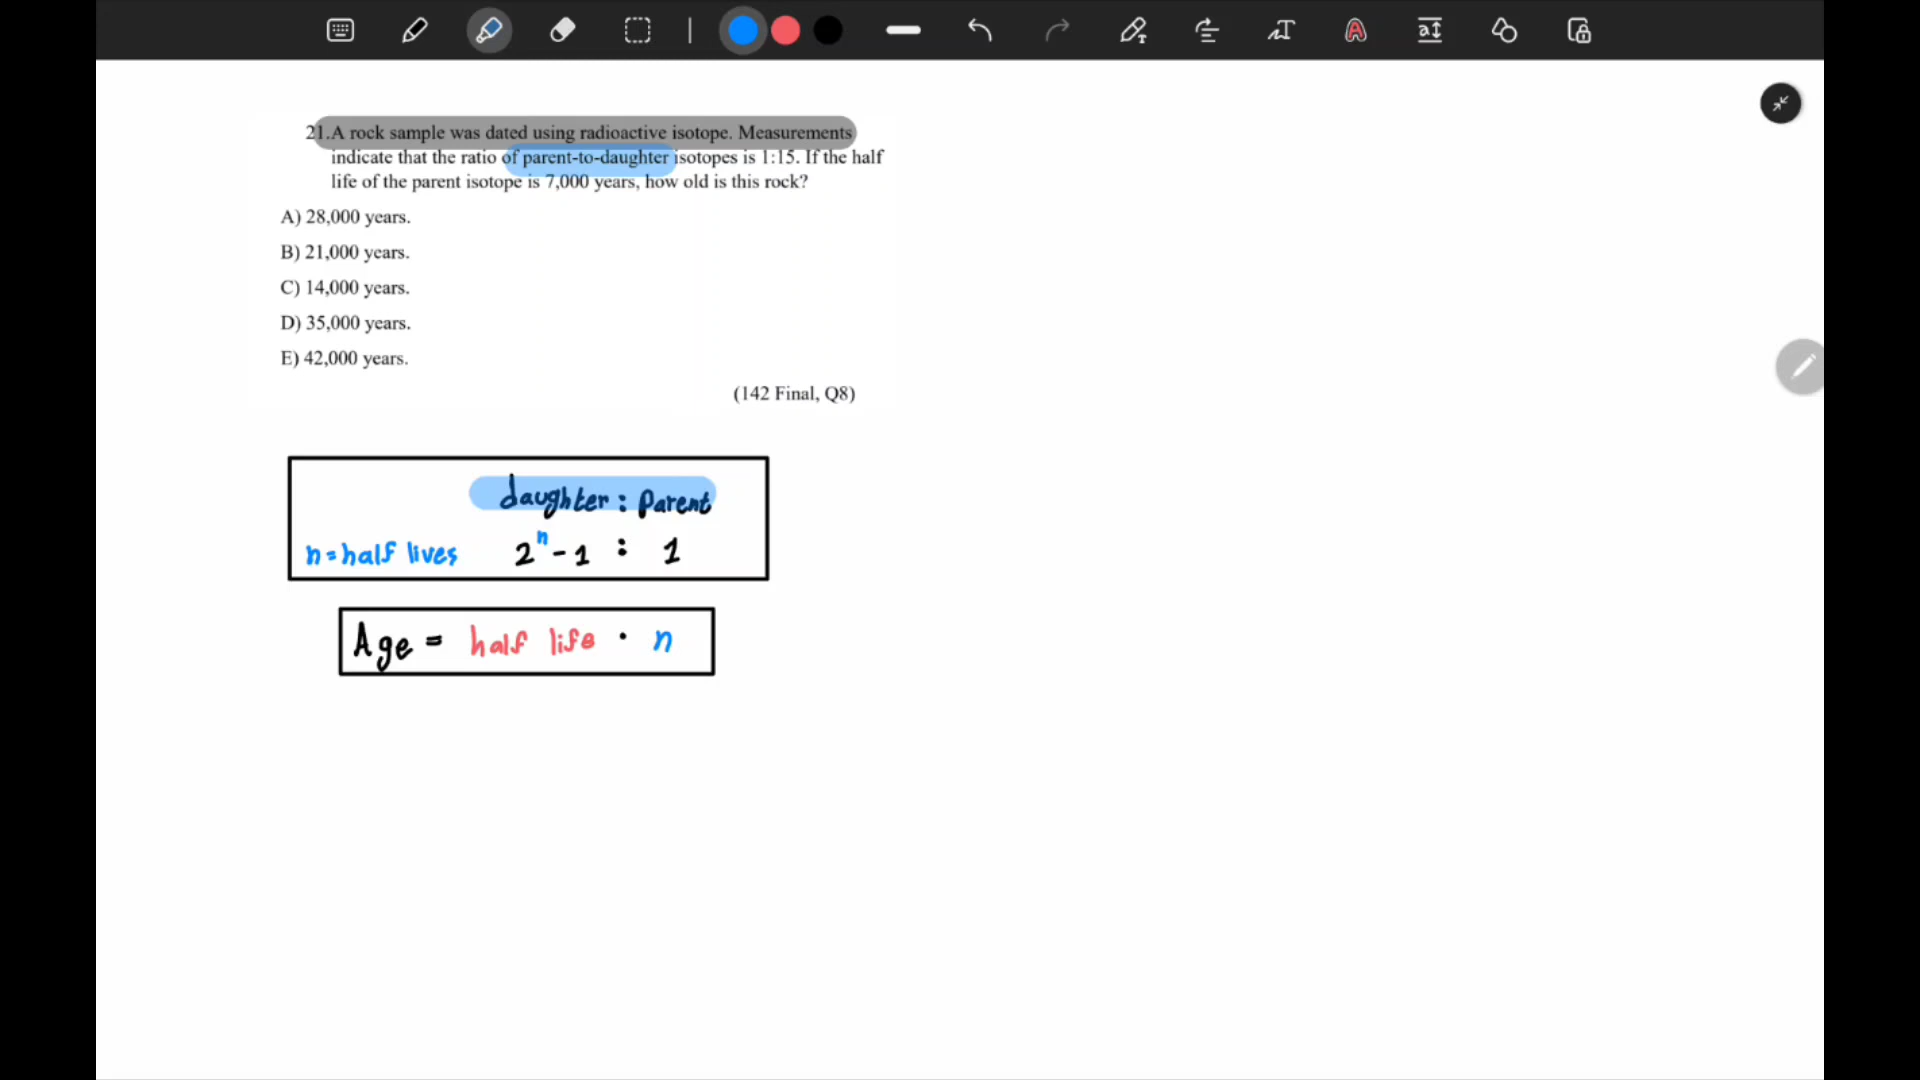 21.A rock sample was dated using radioactive isotope. Measurements
indicate that the ratio of parent-to-daughter isotopes is 1:15. If the half
life of the parent isotope is 7,000 years, how old is this rock?
A) 28,000 years.
B) 21,000 years.
C) 14,000 years.
D) 35,000 years.
E) 42,000 years.
(142 Final, Q8)
daughter : Parent
n = half lives 2ⁿ - 1 : 1
Age = half life · n